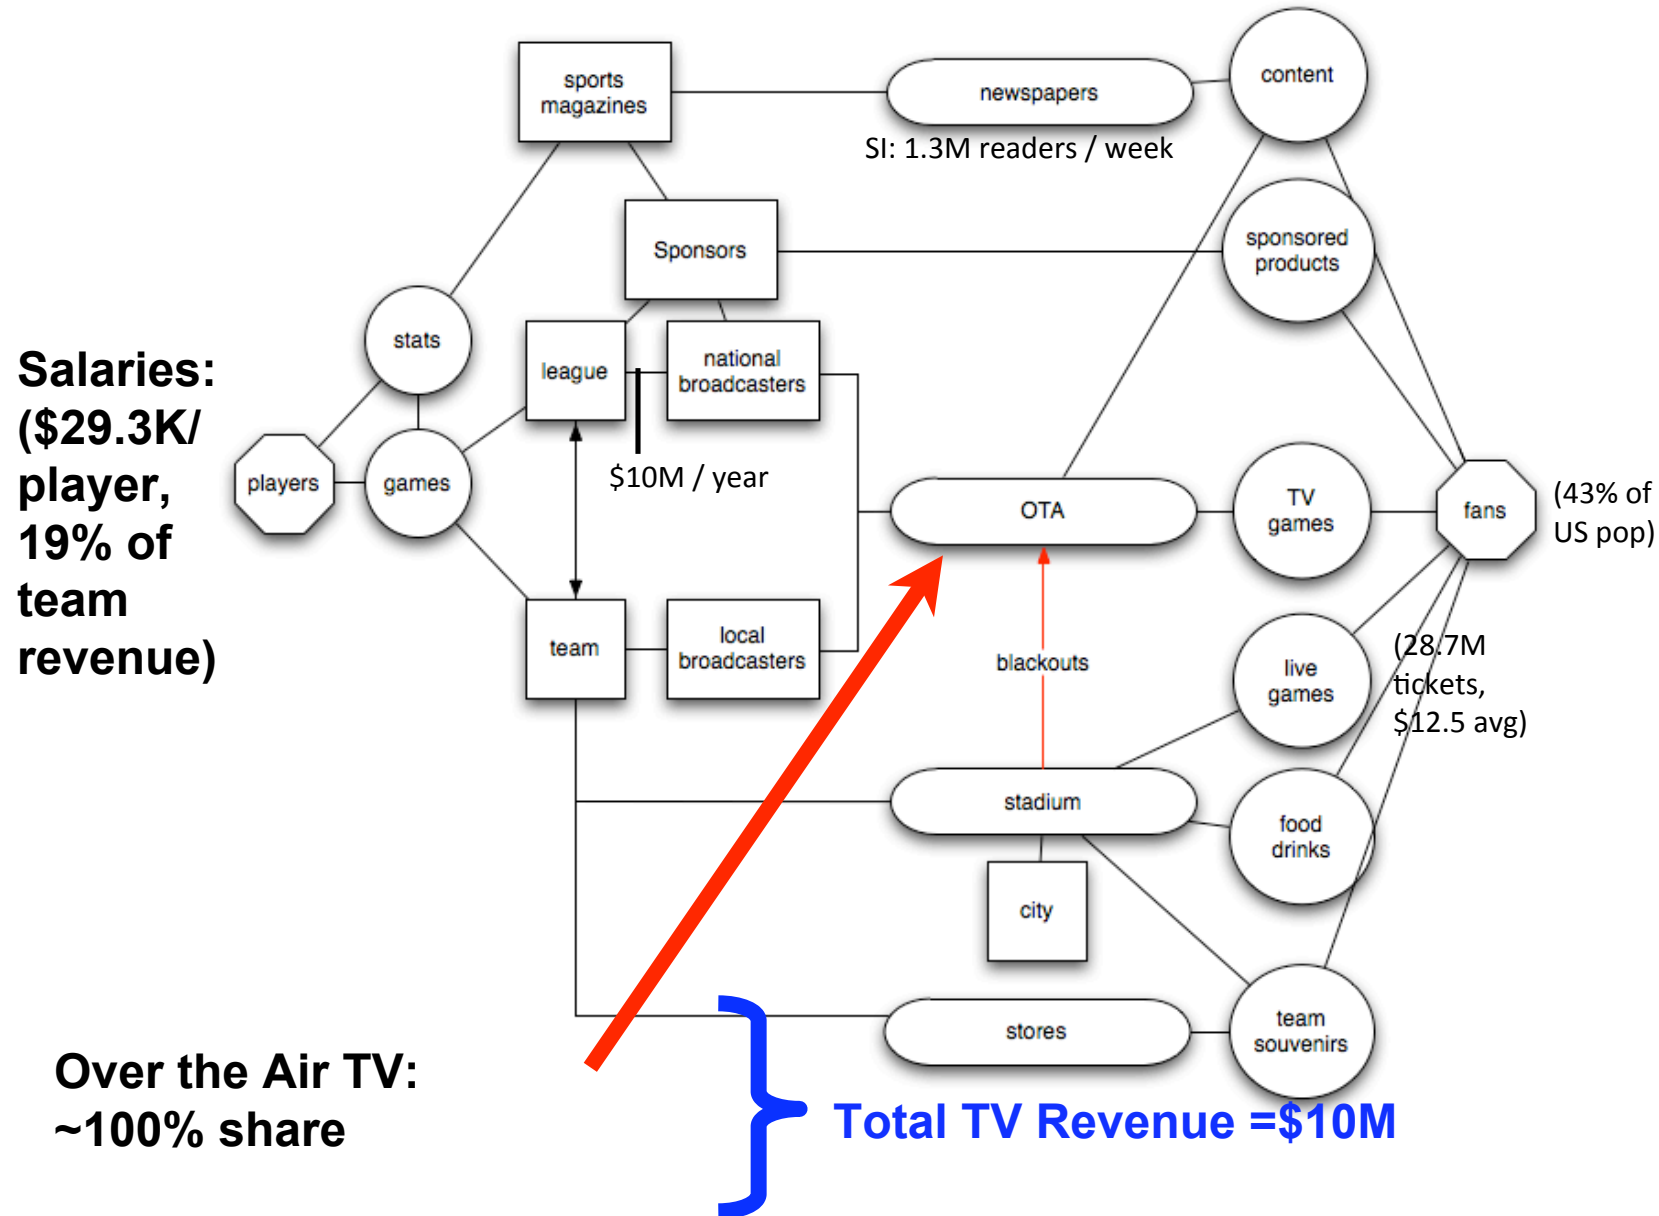 sports
magazines
newspapers
content
SI: 1.3M readers / week
Sponsors
sponsored
products
stats
league
national
broadcasters
Salaries:
($29.3K/
player,
19% of
team
revenue)
players
games
$10M / year
OTA
TV
games
fans
(43% of
US pop)
team
local
broadcasters
blackouts
live
games
(28.7M
tickets,
$12.5 avg)
stadium
food
drinks
city
stores
team
souvenirs
Over the Air TV:
~100% share
Total TV Revenue =$10M